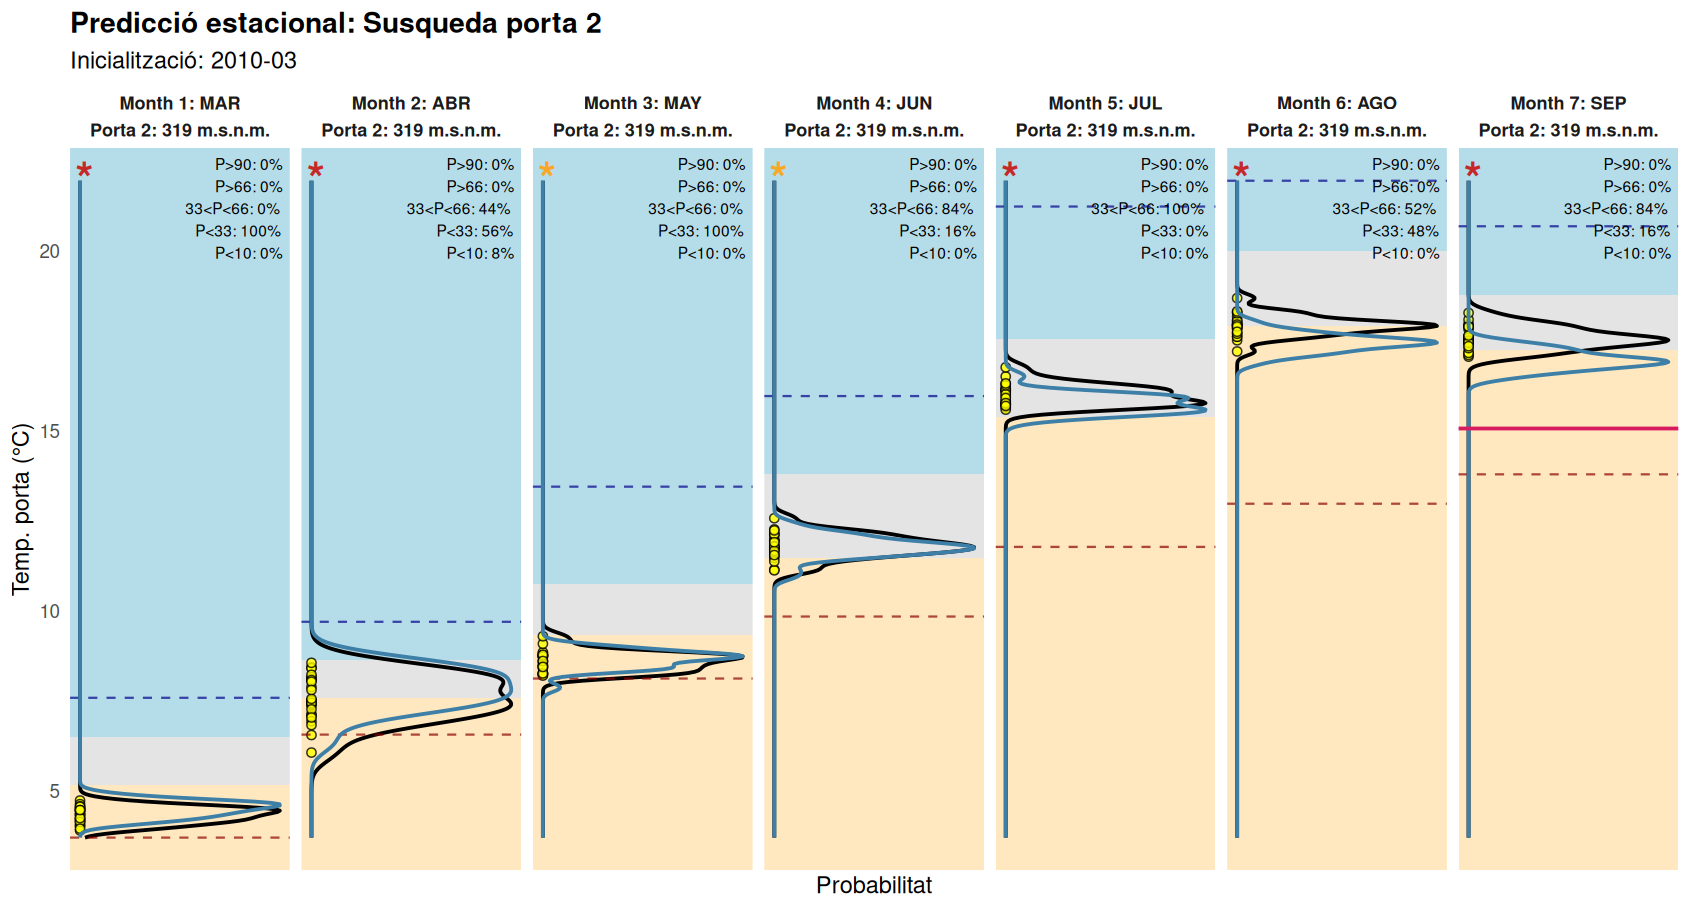 Predicció estacional: Susqueda porta 2
Inicialització: 2010-03
Month 1: MAR
Porta 2: 319 m.s.n.m.
Month 2: ABR
Porta 2: 319 m.s.n.m.
Month 3: MAY
Porta 2: 319 m.s.n.m.
Month 4: JUN
Porta 2: 319 m.s.n.m.
Month 5: JUL
Porta 2: 319 m.s.n.m.
Month 6: AGO
Porta 2: 319 m.s.n.m.
Month 7: SEP
Porta 2: 319 m.s.n.m.
*
P>90: 0%
P>66: 0%
33<P<66: 0%
P<33: 100%
P<10: 0%
*
P>90: 0%
P>66: 0%
33<P<66: 44%
P<33: 56%
P<10: 8%
*
P>90: 0%
P>66: 0%
33<P<66: 0%
P<33: 100%
P<10: 0%
*
P>90: 0%
P>66: 0%
33<P<66: 84%
P<33: 16%
P<10: 0%
*
P>90: 0%
P>66: 0%
33<P<66: 100%
P<33: 0%
P<10: 0%
*
P>90: 0%
P>66: 0%
33<P<66: 52%
P<33: 48%
P<10: 0%
*
P>90: 0%
P>66: 0%
33<P<66: 84%
P<33: 16%
P<10: 0%
Temp. porta (°C)
20
15
10
5
Probabilitat